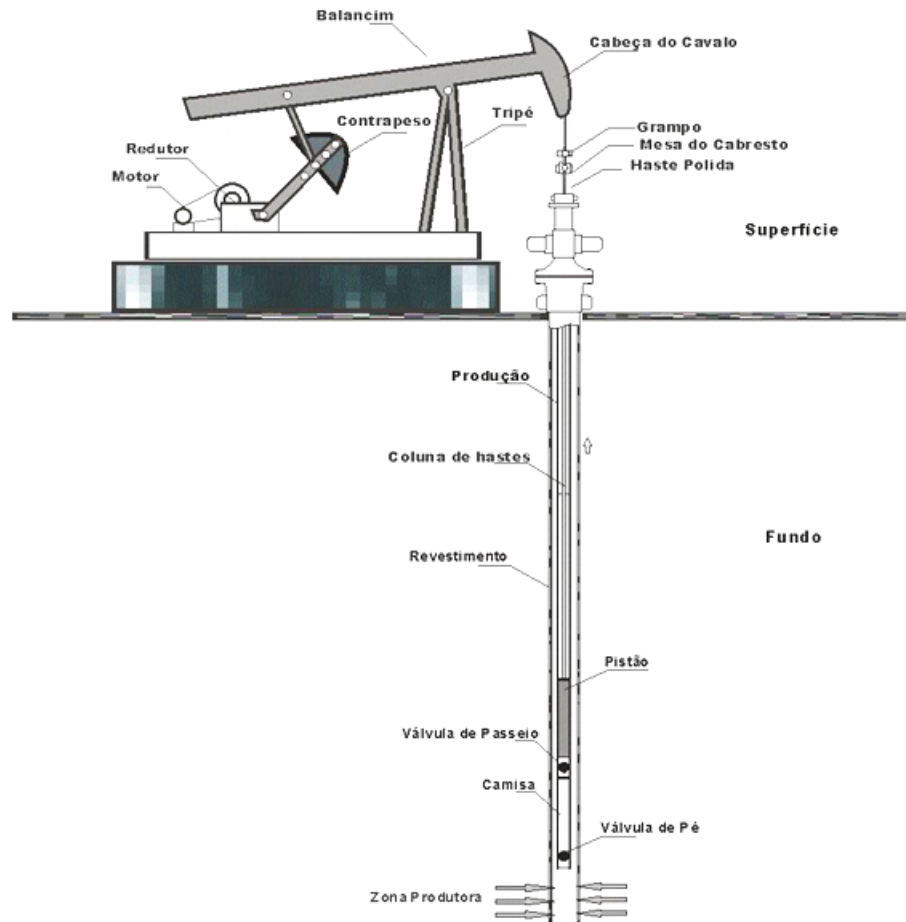 Balancim
Cabeça do Cavalo
Contrapeso
Tripé
Grampo
Mesa do Cabresto
Haste Polida
Redutor
Motor
Superfície
Produção
Coluna de hastes
Fundo
Revestimento
Pistão
Válvula de Passeio
Camisa
Válvula de Pé
Zona Produtora